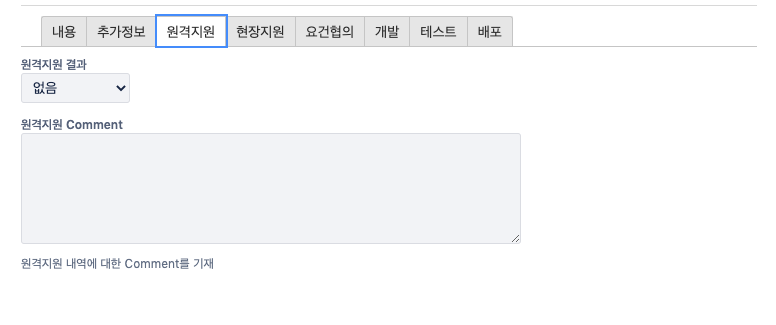 내용 추가정보 원격지원 현장지원 요건협의 개발 테스트 배포
원격지원 결과
없음
원격지원 Comment
원격지원 내역에 대한 Comment를 기재